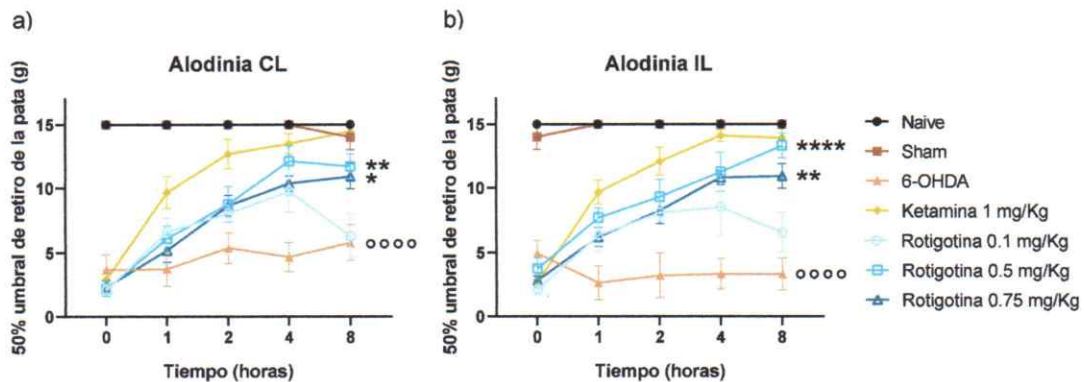 a)
Alodinia CL
50% umbral de retiro de la pata (g)
15
10
5
0
0 1 2 4 8
Tiempo (horas)
**
*
oooo
b)
Alodinia IL
50% umbral de retiro de la pata (g)
15
10
5
0
0 1 2 4 8
Tiempo (horas)
****
**
oooo
Naive
Sham
6-OHDA
Ketamina 1 mg/Kg
Rotigotina 0.1 mg/Kg
Rotigotina 0.5 mg/Kg
Rotigotina 0.75 mg/Kg